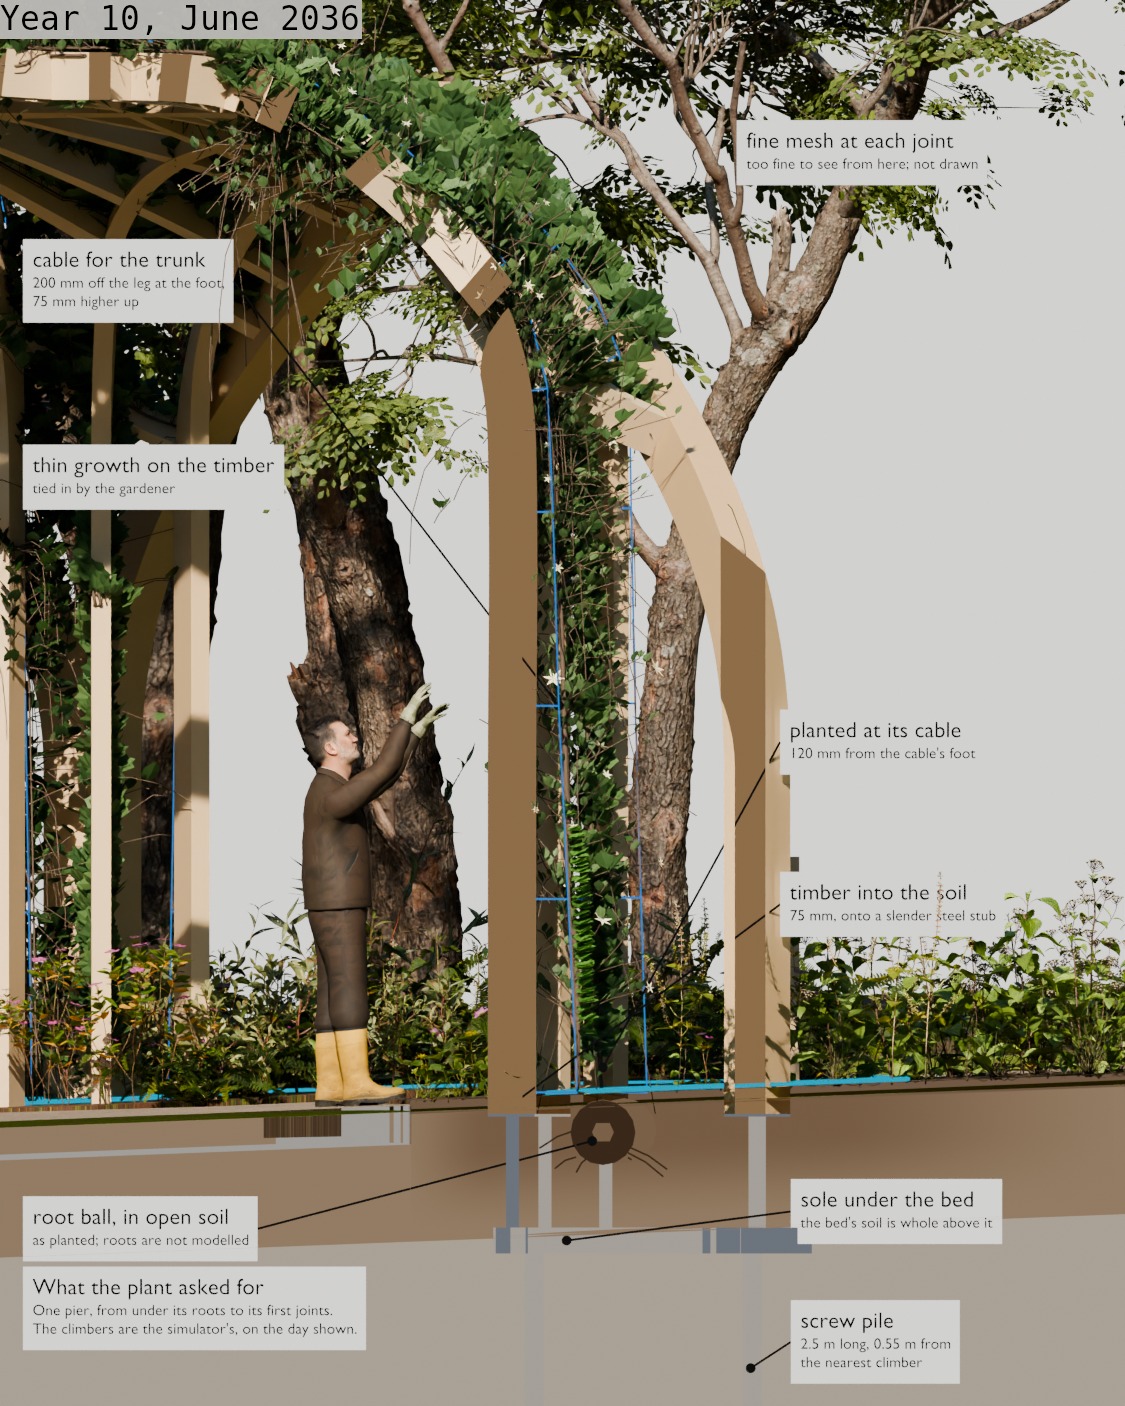 Year 10, June 2036
fine mesh at each joint
too fine to see from here; not drawn
cable for the trunk
200 mm off the leg at the foot,
75 mm higher up
thin growth on the timber
tied in by the gardener
planted at its cable
120 mm from the cable's foot
timber into the soil
75 mm, onto a slender steel stub
sole under the bed
the bed's soil is whole above it
root ball, in open soil
as planted; roots are not modelled
What the plant asked for
One pier, from under its roots to its first joints.
The climbers are the simulator's, on the day shown.
screw pile
2.5 m long, 0.55 m from
the nearest climber